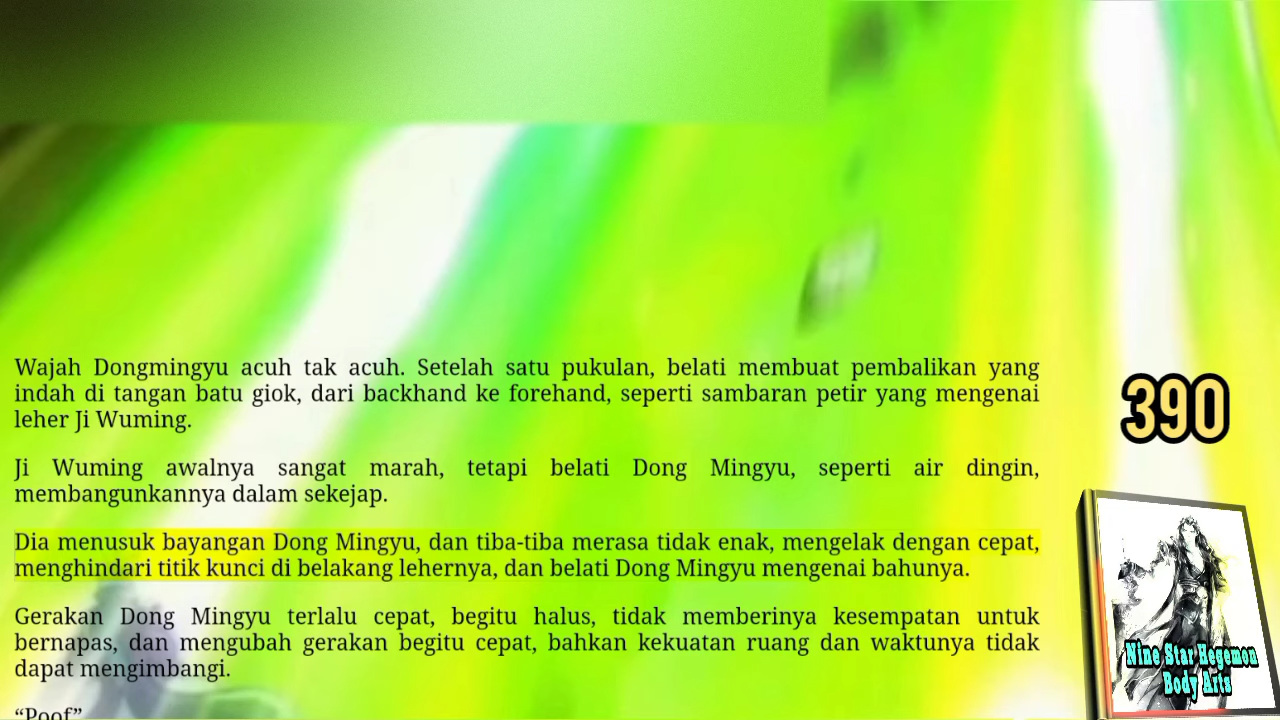 Wajah Dongmingyu acuh tak acuh. Setelah satu pukulan, belati membuat pembalikan yang
indah di tangan batu giok, dari backhand ke forehand, seperti sambaran petir yang mengenai
leher Ji Wuming.
Ji Wuming awalnya sangat marah, tetapi belati Dong Mingyu, seperti air dingin,
membangunkannya dalam sekejap.
Dia menusuk bayangan Dong Mingyu, dan tiba-tiba merasa tidak enak, mengelak dengan cepat,
menghindari titik kunci di belakang lehernya, dan belati Dong Mingyu mengenai bahunya.
Gerakan Dong Mingyu terlalu cepat, begitu halus, tidak memberinya kesempatan untuk
bernapas, dan mengubah gerakan begitu cepat, bahkan kekuatan ruang dan waktunya tidak
dapat mengimbangi.
“Poof”
390
Nine Star Hegemon
Body Arts